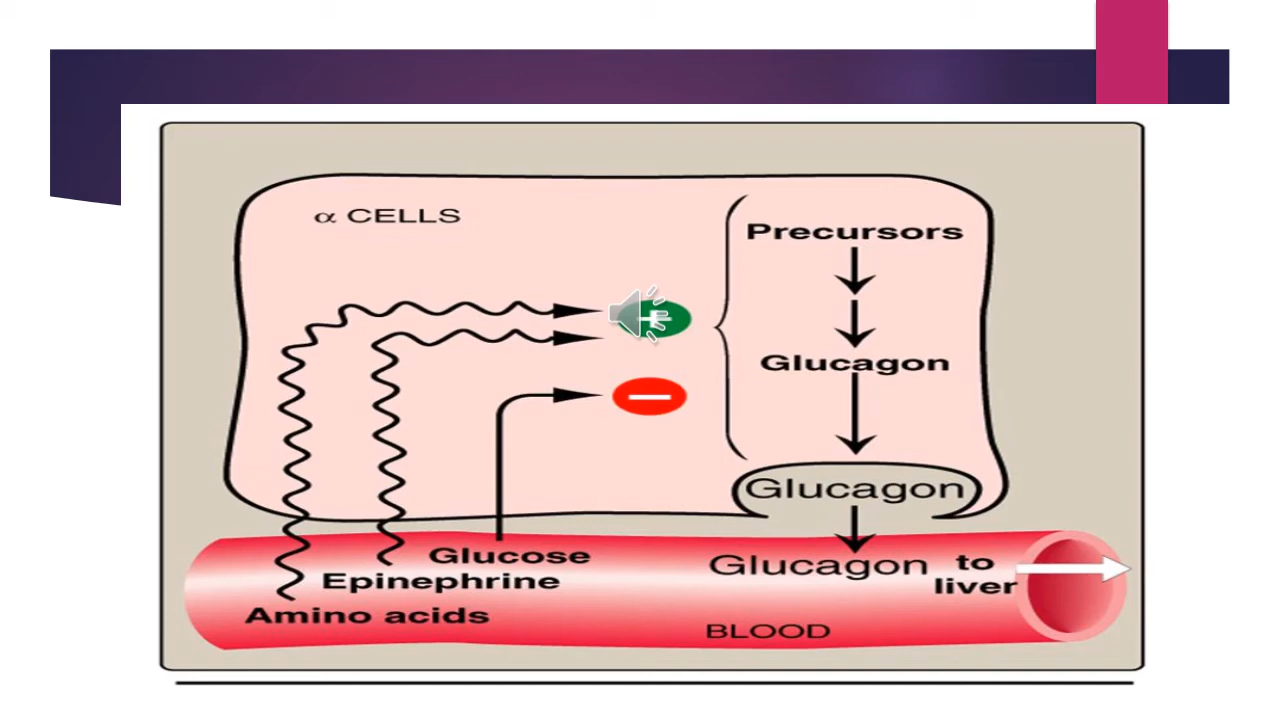 α CELLS
Precursors
Glucagon
Glucagon
Glucose
Epinephrine
Amino acids
Glucagon to
liver
BLOOD